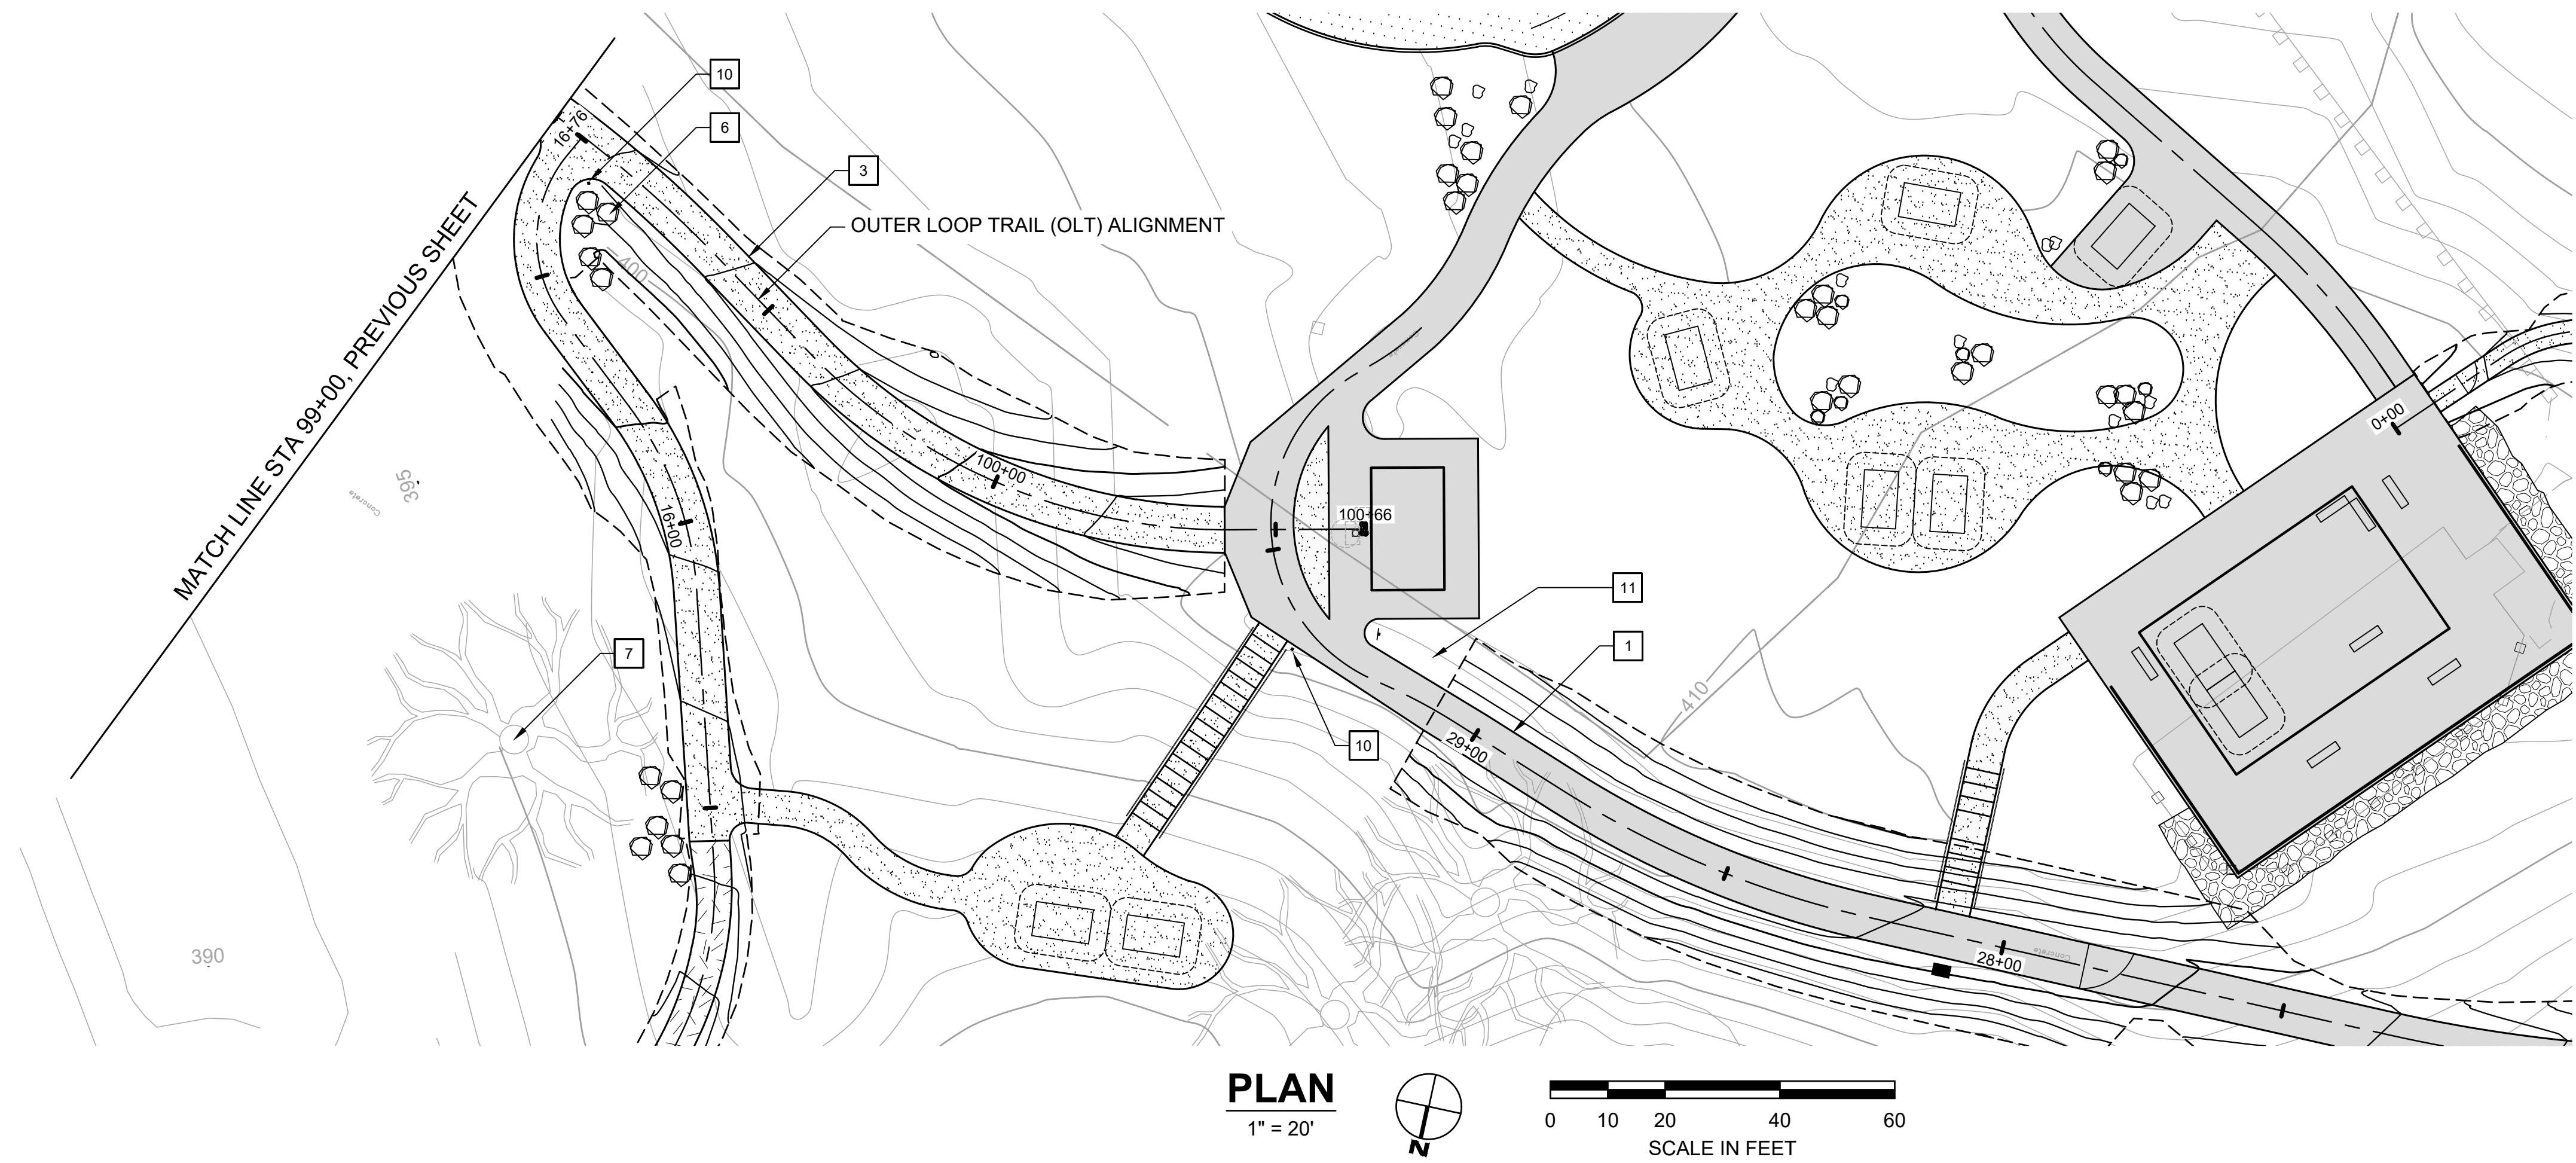 10
6
16+76
3
OUTER LOOP TRAIL (OLT) ALIGNMENT
400
MATCH LINE STA 99+00, PREVIOUS SHEET
0+00
100+00
395
Concrete
16+00
100+66
11
1
7
410
10
29+00
390
Concrete
28+00
PLAN
1" = 20'
N
0 10 20 40 60
SCALE IN FEET